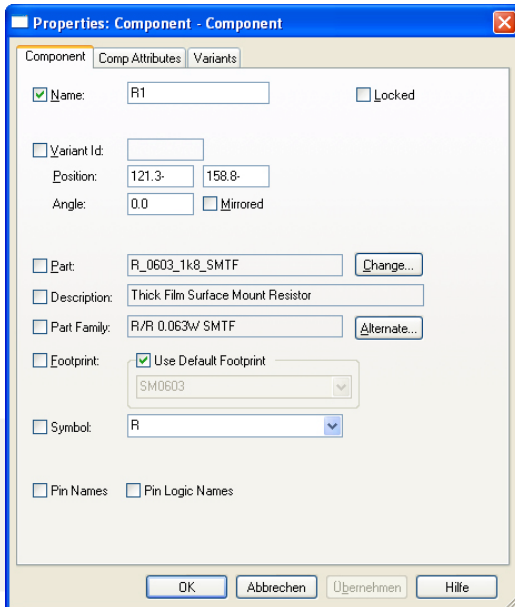 Properties: Component - Component
Component Comp Attributes Variants
Name: R1 Locked
Variant Id:
Position: 121.3- 158.8-
Angle: 0.0 Mirrored
Part: R_0603_1k8_SMTF Change...
Description: Thick Film Surface Mount Resistor
Part Family: R/R 0.063W SMTF Alternate...
Footprint: Use Default Footprint
SM0603
Symbol: R
Pin Names Pin Logic Names
OK Abbrechen Übernehmen Hilfe